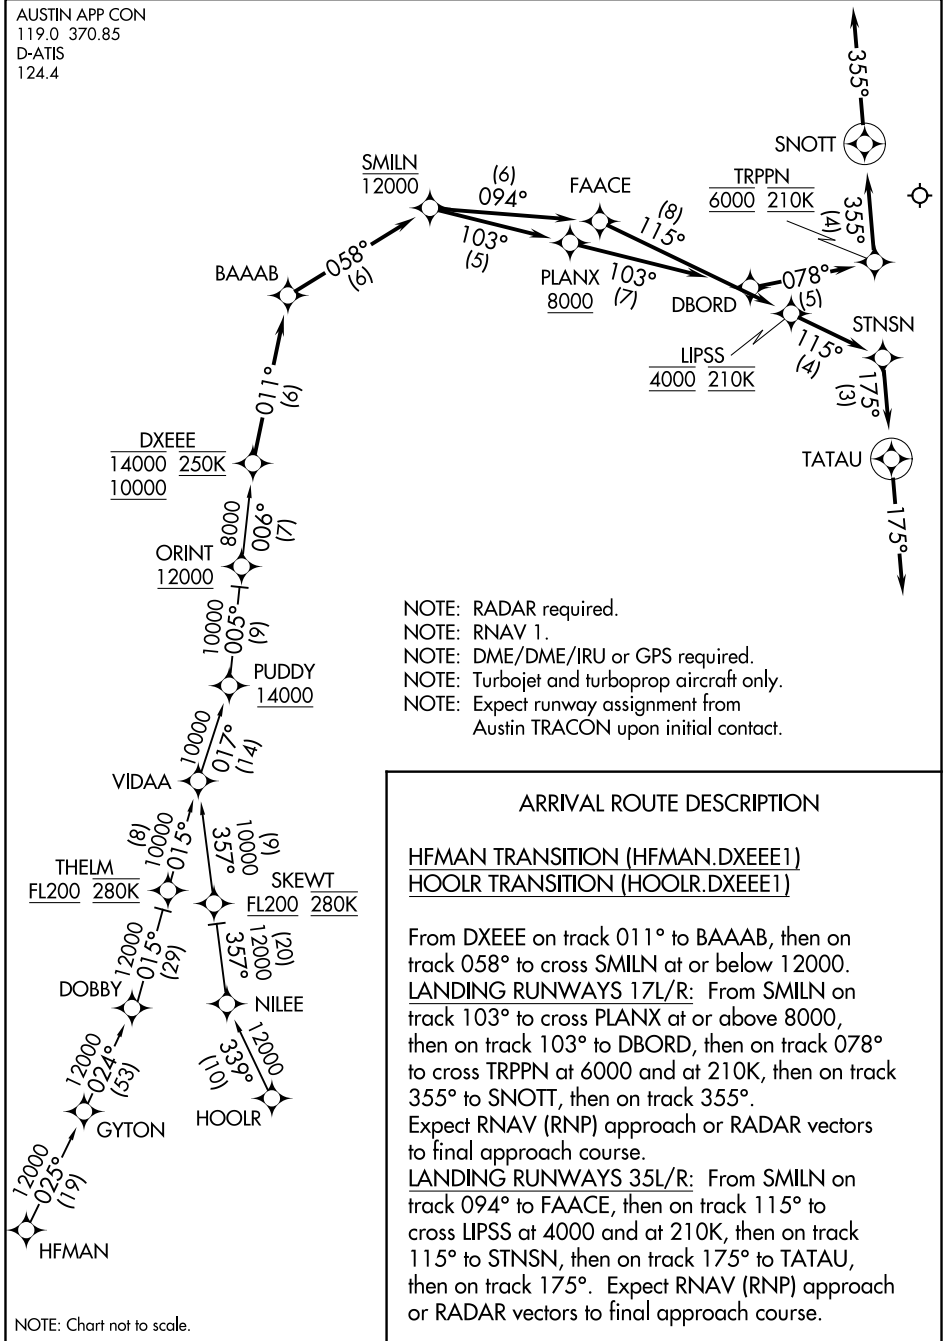 AUSTIN APP CON
119.0 370.85
D-ATIS
124.4
355°
SNOTT
SMILN
12000
(6)
094°
FAACE
TRPPN
6000 210K
(4)
355°
(8)
115°
103°
(5)
058°
(6)
BAAAB
PLANX
8000
103°
(7)
DBORD
078°
(5)
STNSN
LIPSS
4000 210K
115°
(4)
175°
(3)
011°
(6)
DXEEE
14000 250K
10000
TATAU
175°
8000
006°
(7)
ORINT
12000
10000
005°
(9)
PUDDY
14000
NOTE: RADAR required.
NOTE: RNAV 1.
NOTE: DME/DME/IRU or GPS required.
NOTE: Turbojet and turboprop aircraft only.
NOTE: Expect runway assignment from
Austin TRACON upon initial contact.
10000
017°
(14)
VIDAA
(8)
10000
015°
(9)
10000
357°
THELM
FL200 280K
SKEWT
FL200 280K
12000
015°
(29)
(20)
12000
357°
DOBBY
NILEE
12000
024°
(53)
12000
339°
(10)
GYTON
HOOLR
12000
025°
(19)
HFMAN
NOTE: Chart not to scale.
ARRIVAL ROUTE DESCRIPTION
HFMAN TRANSITION (HFMAN.DXEEE1)
HOOLR TRANSITION (HOOLR.DXEEE1)
From DXEEE on track 011° to BAAAB, then on
track 058° to cross SMILN at or below 12000.
LANDING RUNWAYS 17L/R: From SMILN on
track 103° to cross PLANX at or above 8000,
then on track 103° to DBORD, then on track 078°
to cross TRPPN at 6000 and at 210K, then on track
355° to SNOTT, then on track 355°.
Expect RNAV (RNP) approach or RADAR vectors
to final approach course.
LANDING RUNWAYS 35L/R: From SMILN on
track 094° to FAACE, then on track 115° to
cross LIPSS at 4000 and at 210K, then on track
115° to STNSN, then on track 175° to TATAU,
then on track 175°. Expect RNAV (RNP) approach
or RADAR vectors to final approach course.